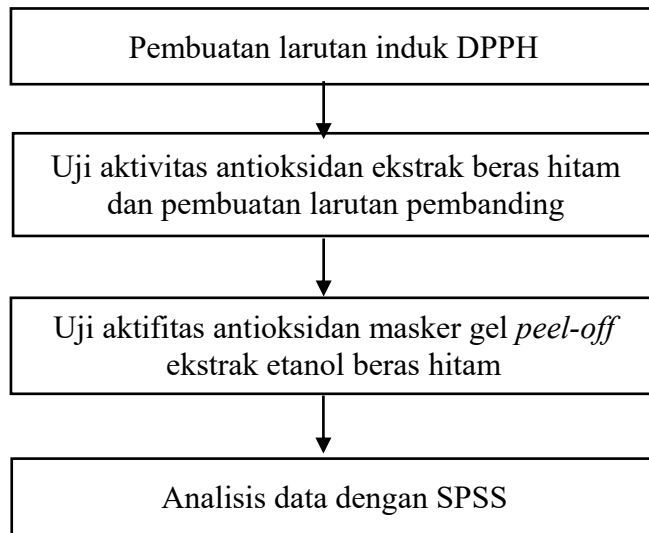 Pembuatan larutan induk DPPH
Uji aktivitas antioksidan ekstrak beras hitam
dan pembuatan larutan pembanding
Uji aktifitas antioksidan masker gel peel-off
ekstrak etanol beras hitam
Analisis data dengan SPSS